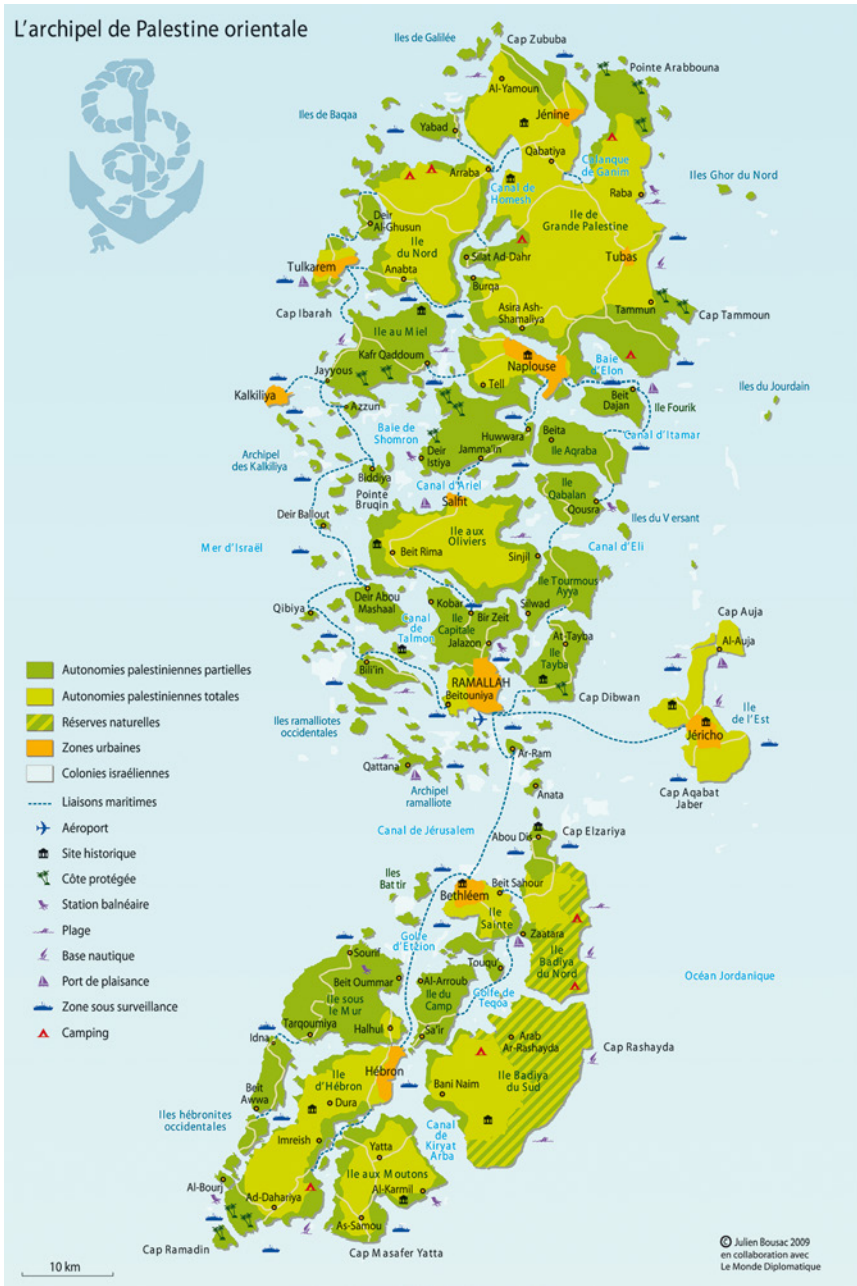 L'archipel de Palestine orientale
Iles de Galilée
Cap Zububa
Pointe Arabbouna
Al-Yamoun
Jénine
Iles de Baqaa
Yabad
Qabatiya
Calanque
de Ganim
Arraba
Canal de
Homesh
Raba
Iles Ghor du Nord
Deir
Al-Ghusun
Ile
du Nord
Ile de
Grande Palestine
Silat Ad-Dahr
Tubas
Tulkarem
Anabta
Burqa
Tammun
Cap Ibarah
Asira Ash-
Shamaliya
Cap Tammoun
Ile au Miel
Kafr Qaddoum
Naplouse
Baie
d'Elon
Jayyous
Tell
Kalkiliya
Beit
Dajan
Iles du Jourdain
Azzun
Ile Fourik
Baie de
Shomron
Huwwara
Beita
Canal d'Itamar
Archipel
des Kalkiliya
Deir
Istiya
Jamma'in
Ile Aqraba
Biddiya
Pointe
Bruqin
Canal d'Ariel
Salfit
Ile
Qabalan
Qousra
Deir Ballout
Iles du Versant
Ile aux
Oliviers
Mer d'Israël
Beit Rima
Sinjil
Canal d'Eli
Ile Tourmous
Ayya
Deir Abou
Mashaal
Qibiya
Kobar
Bir Zeit
Silwad
Canal
de
Talmon
Ile
Capitale
Jalazon
At-Tayba
Ile
Tayba
Cap Auja
Al-Auja
Bili'in
RAMALLAH
Beitouniya
Cap Dibwan
Ile
de l'Est
Iles ramalliotes
occidentales
Jéricho
Ar-Ram
Qattana
Archipel
ramalliote
Anata
Cap Aqabat
Jaber
Canal de Jérusalem
Abou Dis
Cap Elzariya
Iles
Battir
Bethléem
Beit Sahour
Ile
Sainte
Golfe
d'Etzion
Zaatara
Ile
Badiya
du Nord
Sourif
Touqu'
Océan Jordanique
Beit Oummar
Al-Arroub
Ile du
Camp
Golfe de
Teqoa
Ile sous
le Mur
Tarqoumiya
Halhul
Sa'ir
Idna
Arab
Ar-Rashayda
Cap Rashayda
Hébron
Ile
d'Hébron
Ile Badiya
du Sud
Beit
Awwa
Dura
Bani Naim
Iles hébronites
occidentales
Imreish
Canal
de
Kiryat
Arba
Yatta
Ile aux Moutons
Al-Bourj
Al-Karmil
Ad-Dahariya
As-Samou
Cap Ramadin
Cap Masafer Yatta
Autonomies palestiniennes partielles
Autonomies palestiniennes totales
Réserves naturelles
Zones urbaines
Colonies israéliennes
Liaisons maritimes
Aéroport
Site historique
Côte protégée
Station balnéaire
Plage
Base nautique
Port de plaisance
Zone sous surveillance
Camping
10 km
© Julien Bousac 2009
en collaboration avec
Le Monde Diplomatique